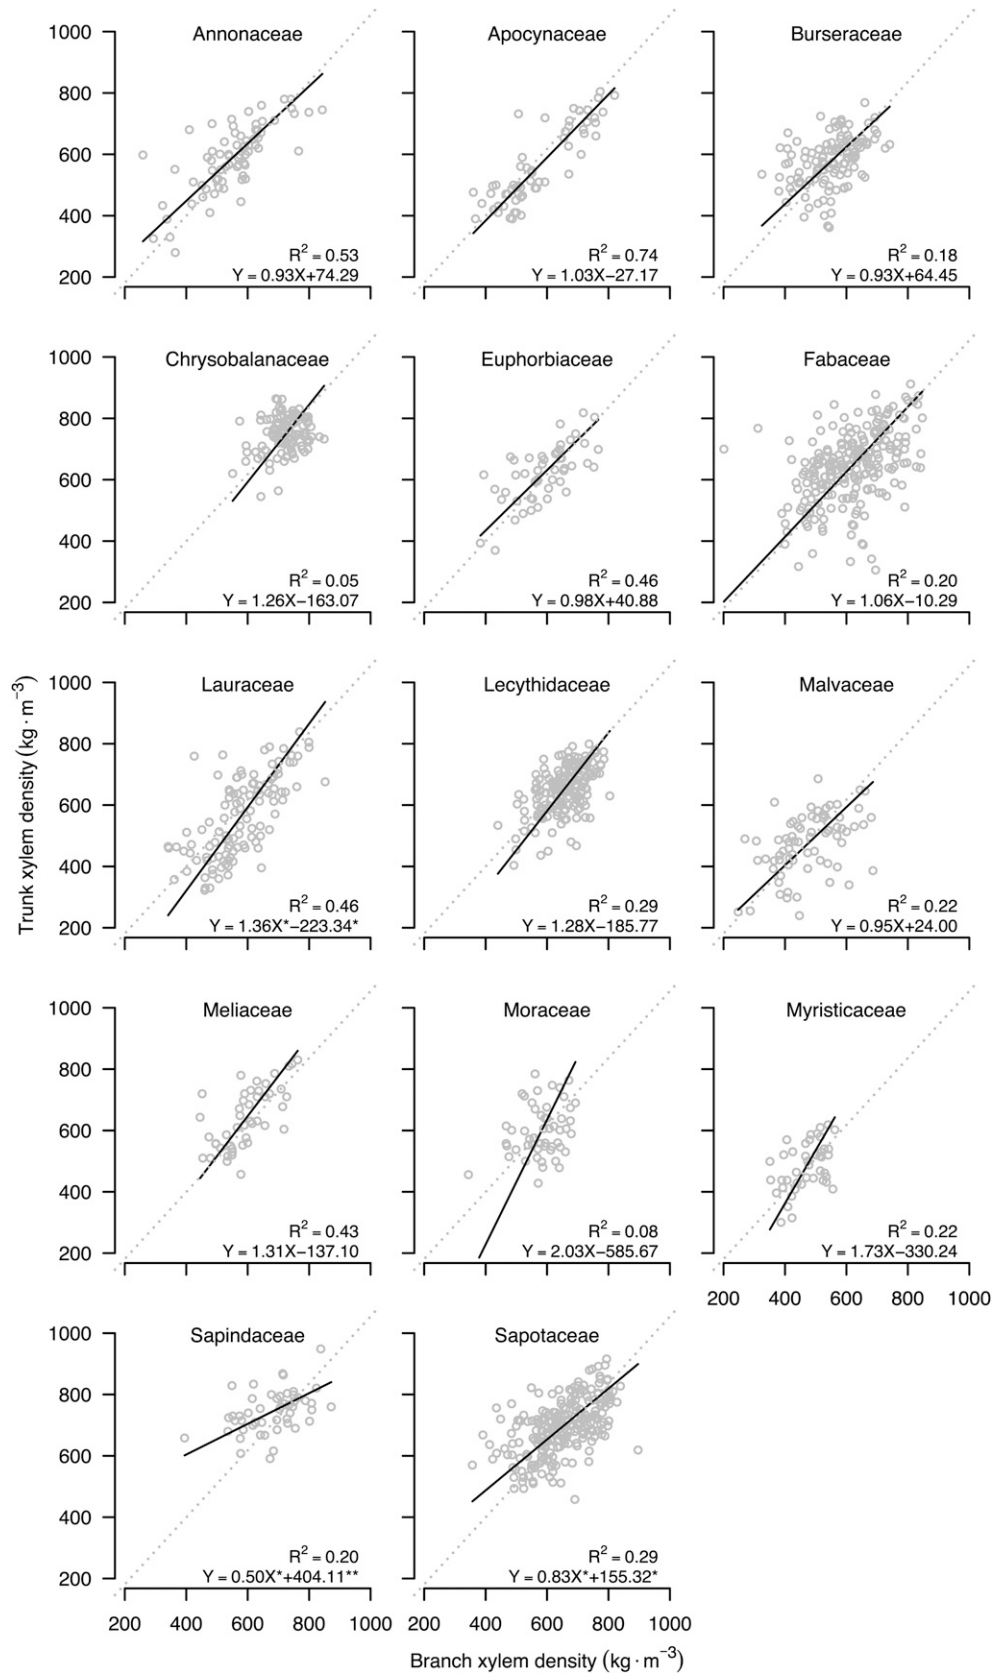 Annonaceae
1000
800
600
400
200
R² = 0.53
Y = 0.93X+74.29
Apocynaceae
R² = 0.74
Y = 1.03X−27.17
Burseraceae
R² = 0.18
Y = 0.93X+64.45
Chrysobalanaceae
1000
800
600
400
200
R² = 0.05
Y = 1.26X−163.07
Euphorbiaceae
R² = 0.46
Y = 0.98X+40.88
Fabaceae
R² = 0.20
Y = 1.06X−10.29
Trunk xylem density (kg · m⁻³)
Lauraceae
1000
800
600
400
200
R² = 0.46
Y = 1.36X*−223.34*
Lecythidaceae
R² = 0.29
Y = 1.28X−185.77
Malvaceae
R² = 0.22
Y = 0.95X+24.00
Meliaceae
1000
800
600
400
200
R² = 0.43
Y = 1.31X−137.10
Moraceae
R² = 0.08
Y = 2.03X−585.67
Myristicaceae
R² = 0.22
Y = 1.73X−330.24
200 400 600 800 1000
Sapindaceae
1000
800
600
400
200
R² = 0.20
Y = 0.50X*+404.11**
200 400 600 800 1000
Sapotaceae
R² = 0.29
Y = 0.83X*+155.32*
200 400 600 800 1000
Branch xylem density (kg · m⁻³)